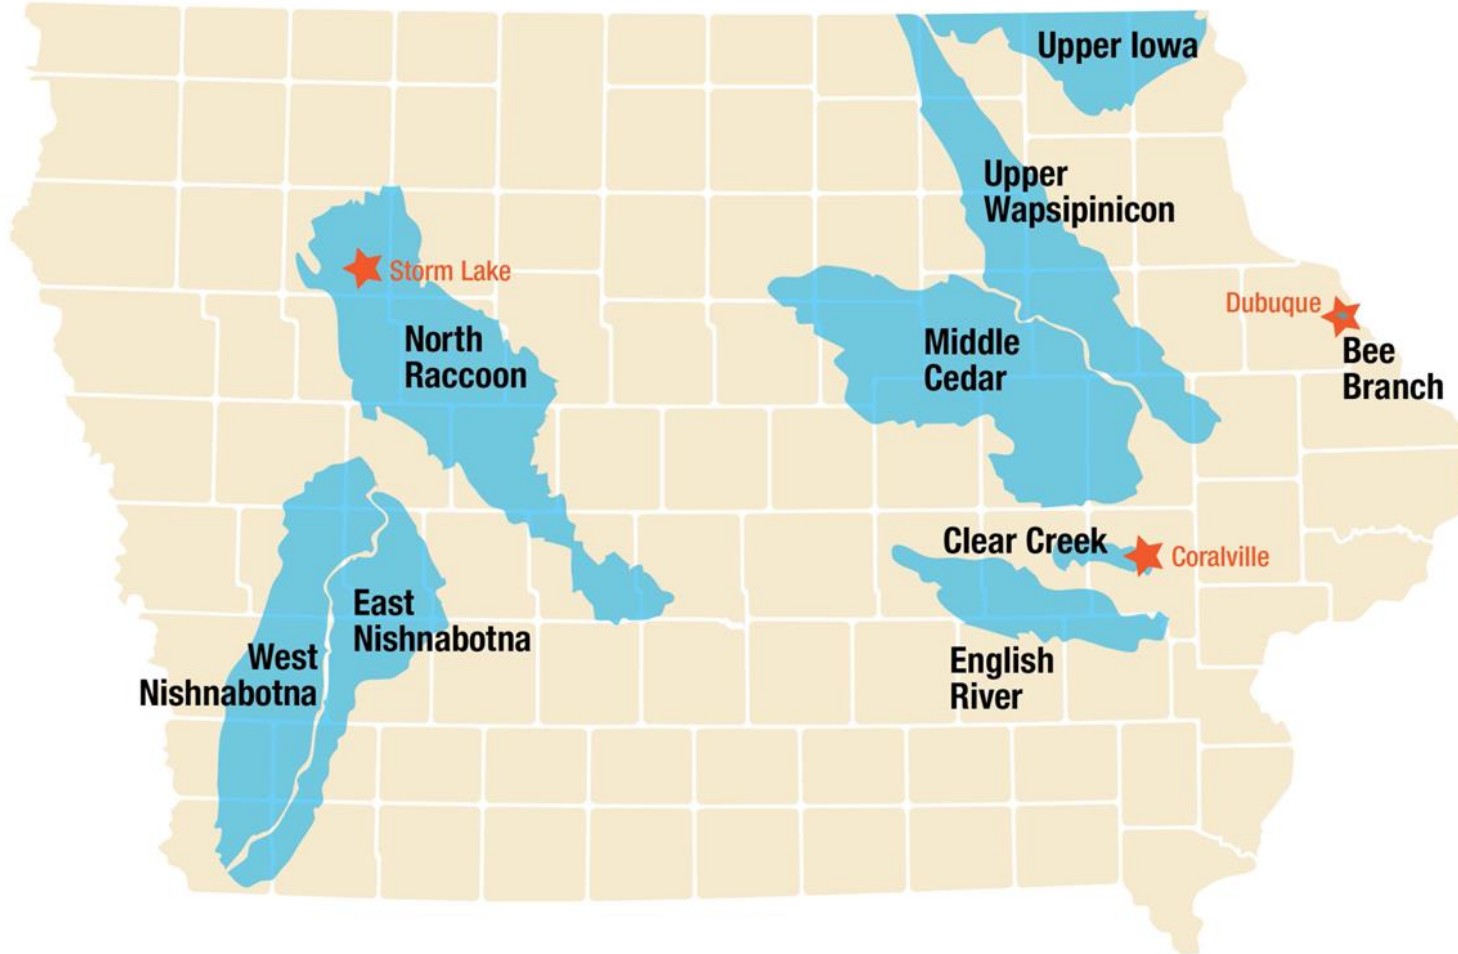 Upper Iowa
Upper
Wapsipinicon
Storm Lake
North
Raccoon
Middle
Cedar
Dubuque
Bee
Branch
Clear Creek
Coralville
East
Nishnabotna
West
Nishnabotna
English
River